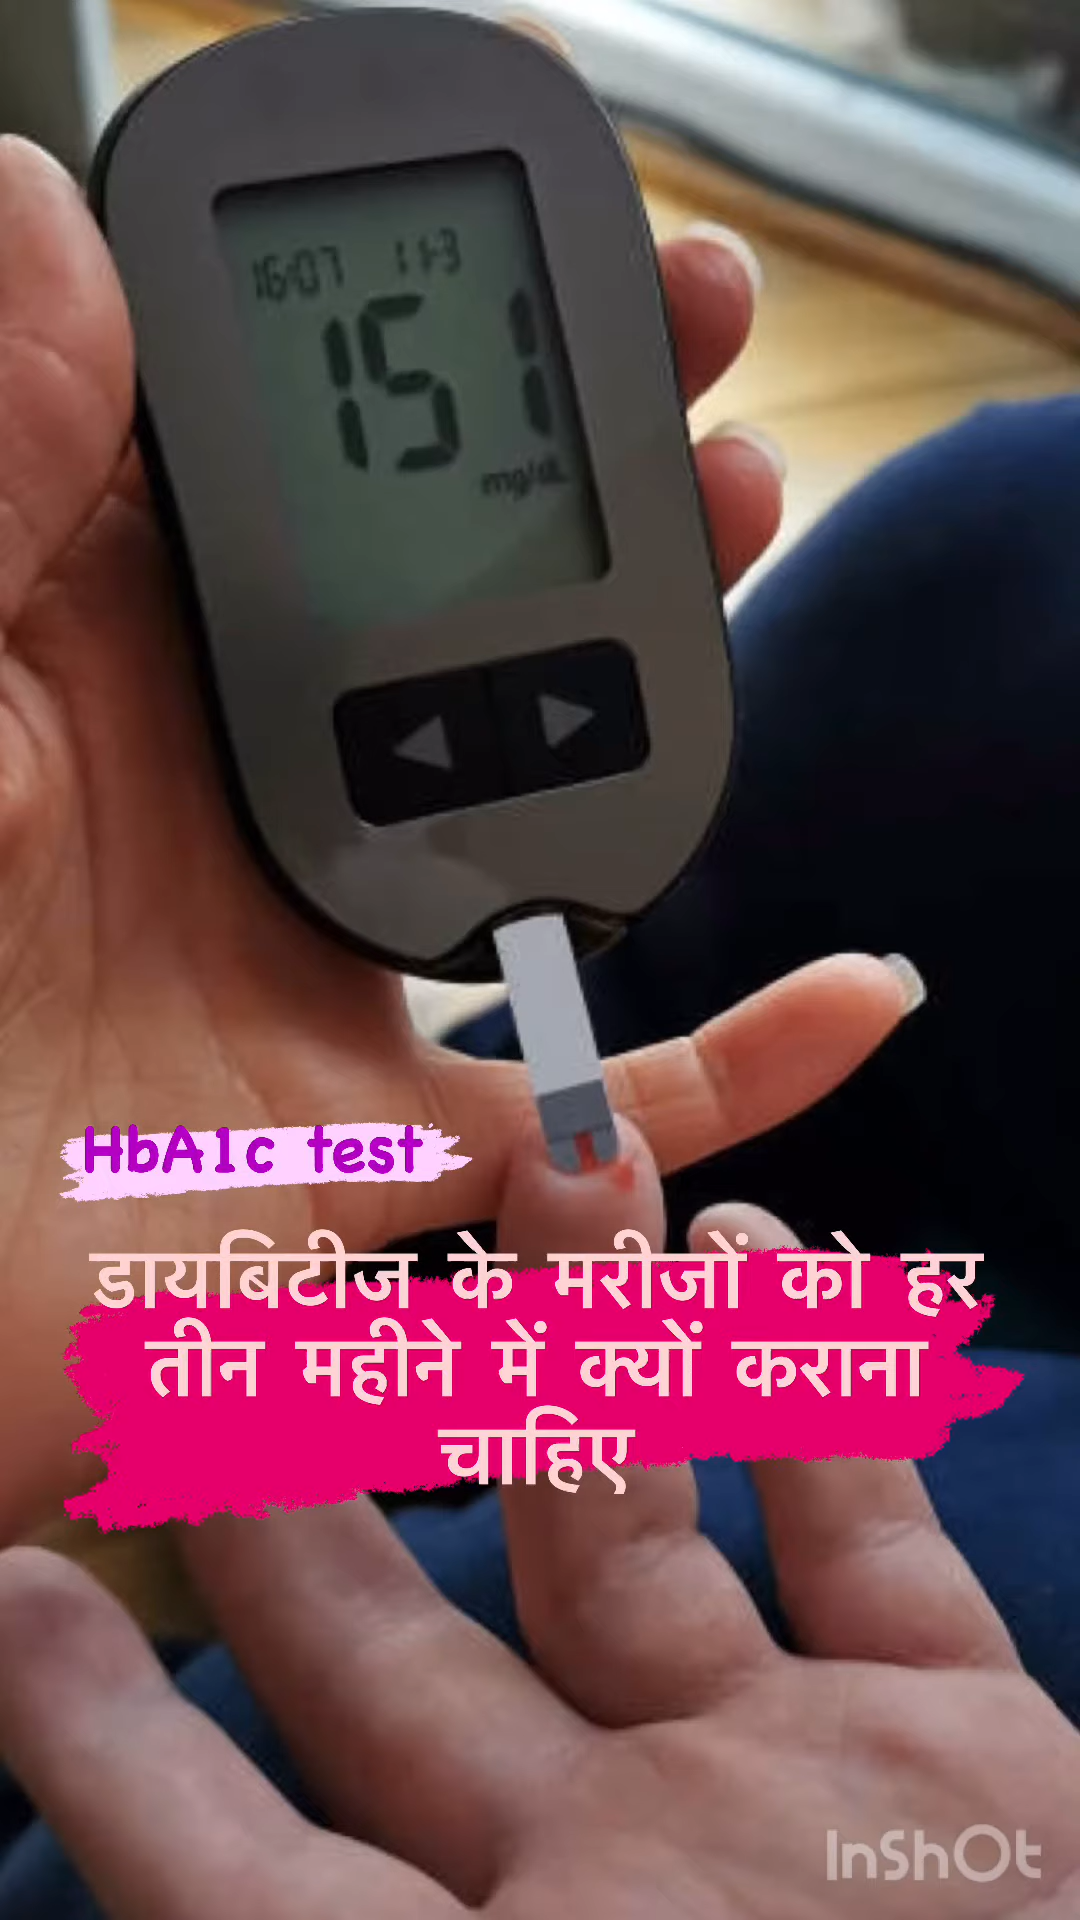 16:07 11-3
151
mg/dL
HbA1c test
डायबिटीज के मरीजों को हर
तीन महीने में क्यों कराना
चाहिए
InShOt